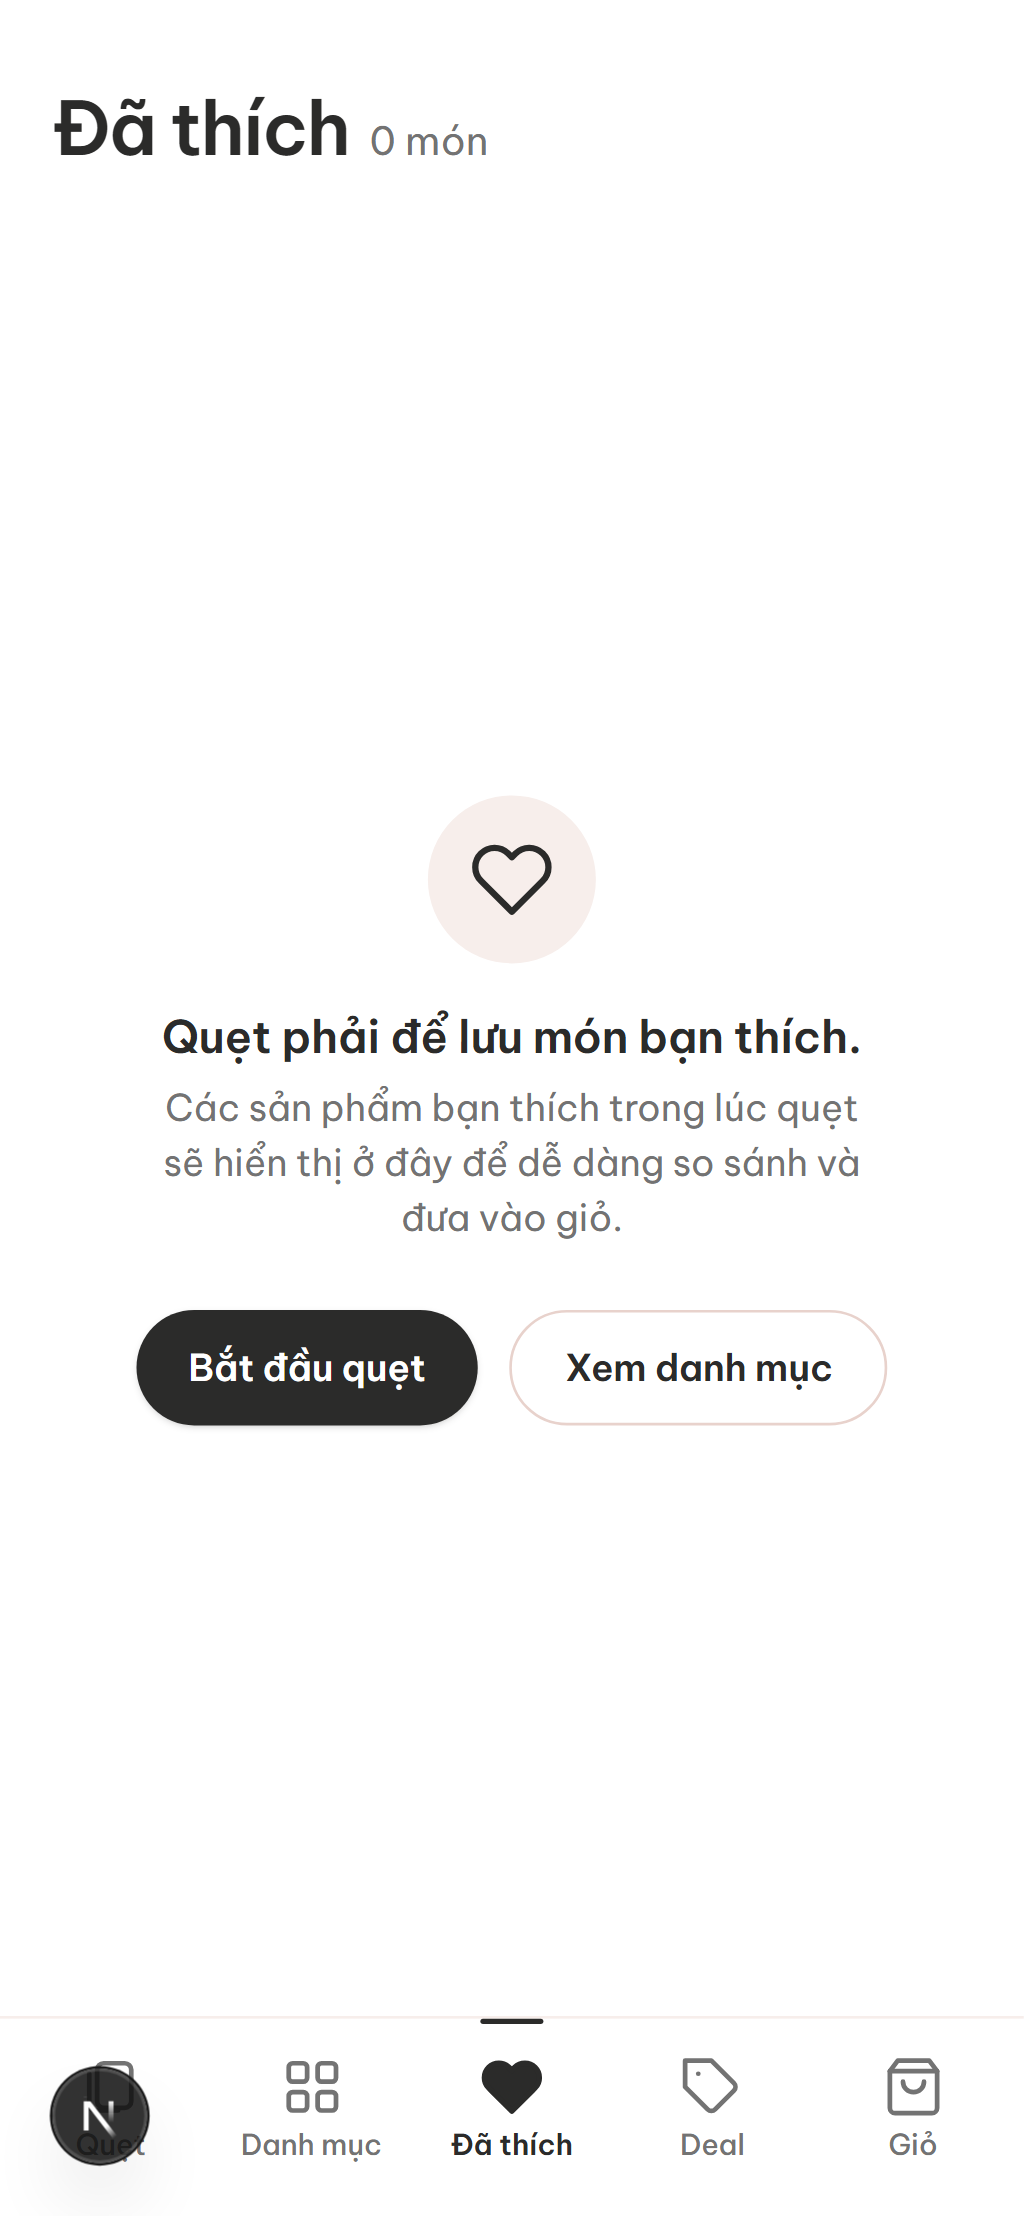 Đã thích 0 món
Quẹt phải để lưu món bạn thích.
Các sản phẩm bạn thích trong lúc quẹt
sẽ hiển thị ở đây để dễ dàng so sánh và
đưa vào giỏ.
Bắt đầu quẹt
Xem danh mục
N
Quẹt
Danh mục
Đã thích
Deal
Giỏ